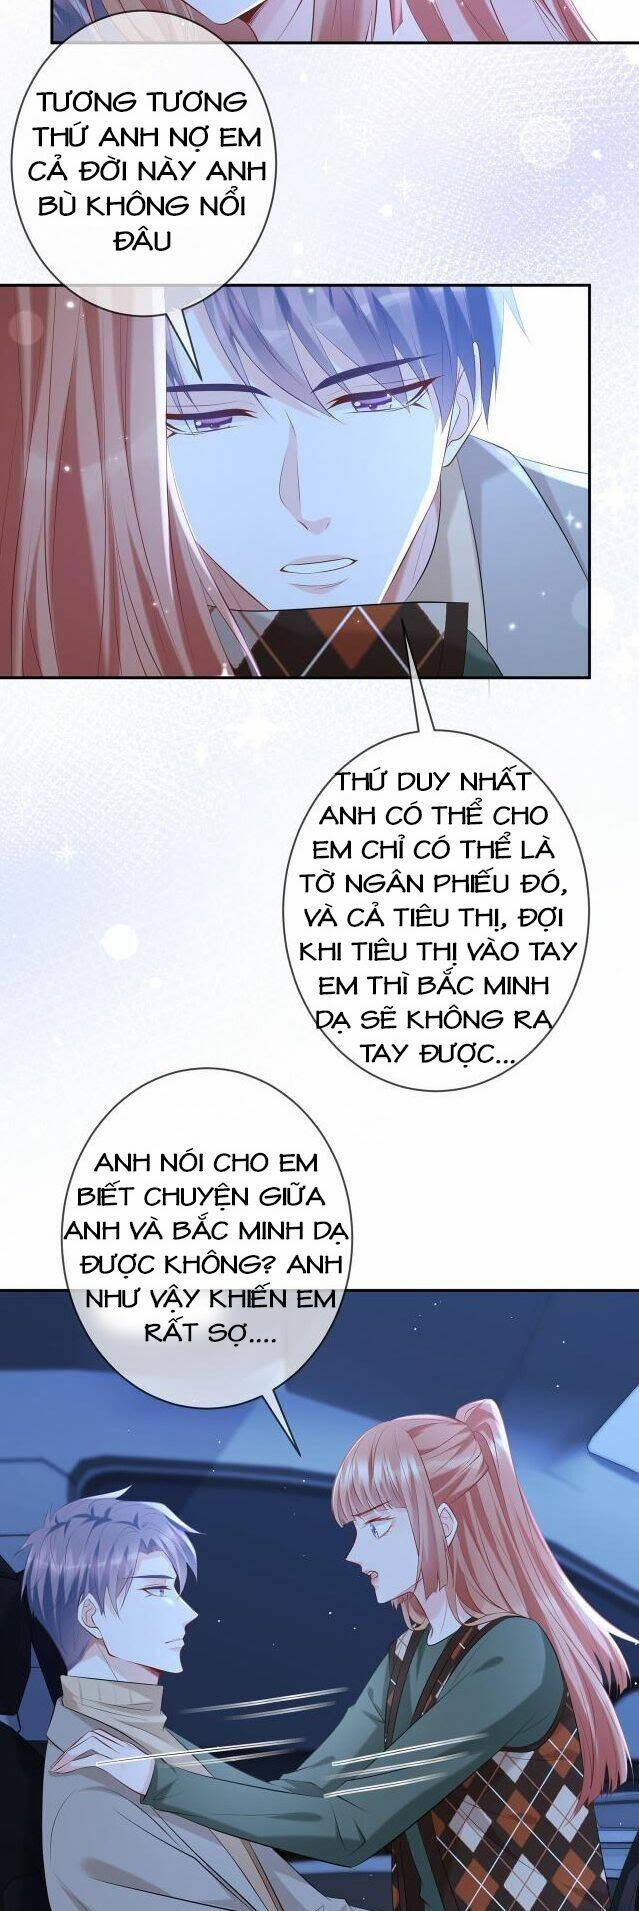 TƯƠNG TƯƠNG
THỨ ANH NỢ EM
CẢ ĐỜI NÀY ANH
BÙ KHÔNG NỔI
ĐÂU
THỨ DUY NHẤT
ANH CÓ THỂ CHO
EM CHỈ CÓ THỂ LÀ
TỜ NGÂN PHIẾU ĐÓ,
VÀ CẢ TIÊU THỊ, ĐỢI
KHI TIÊU THỊ VÀO TAY
EM THÌ BẮC MINH
DẠ SẼ KHÔNG RA
TAY ĐƯỢC...
ANH NÓI CHO EM
BIẾT CHUYỆN GIỮA
ANH VÀ BẮC MINH DẠ
ĐƯỢC KHÔNG? ANH
NHƯ VẬY KHIẾN EM
RẤT SỢ....